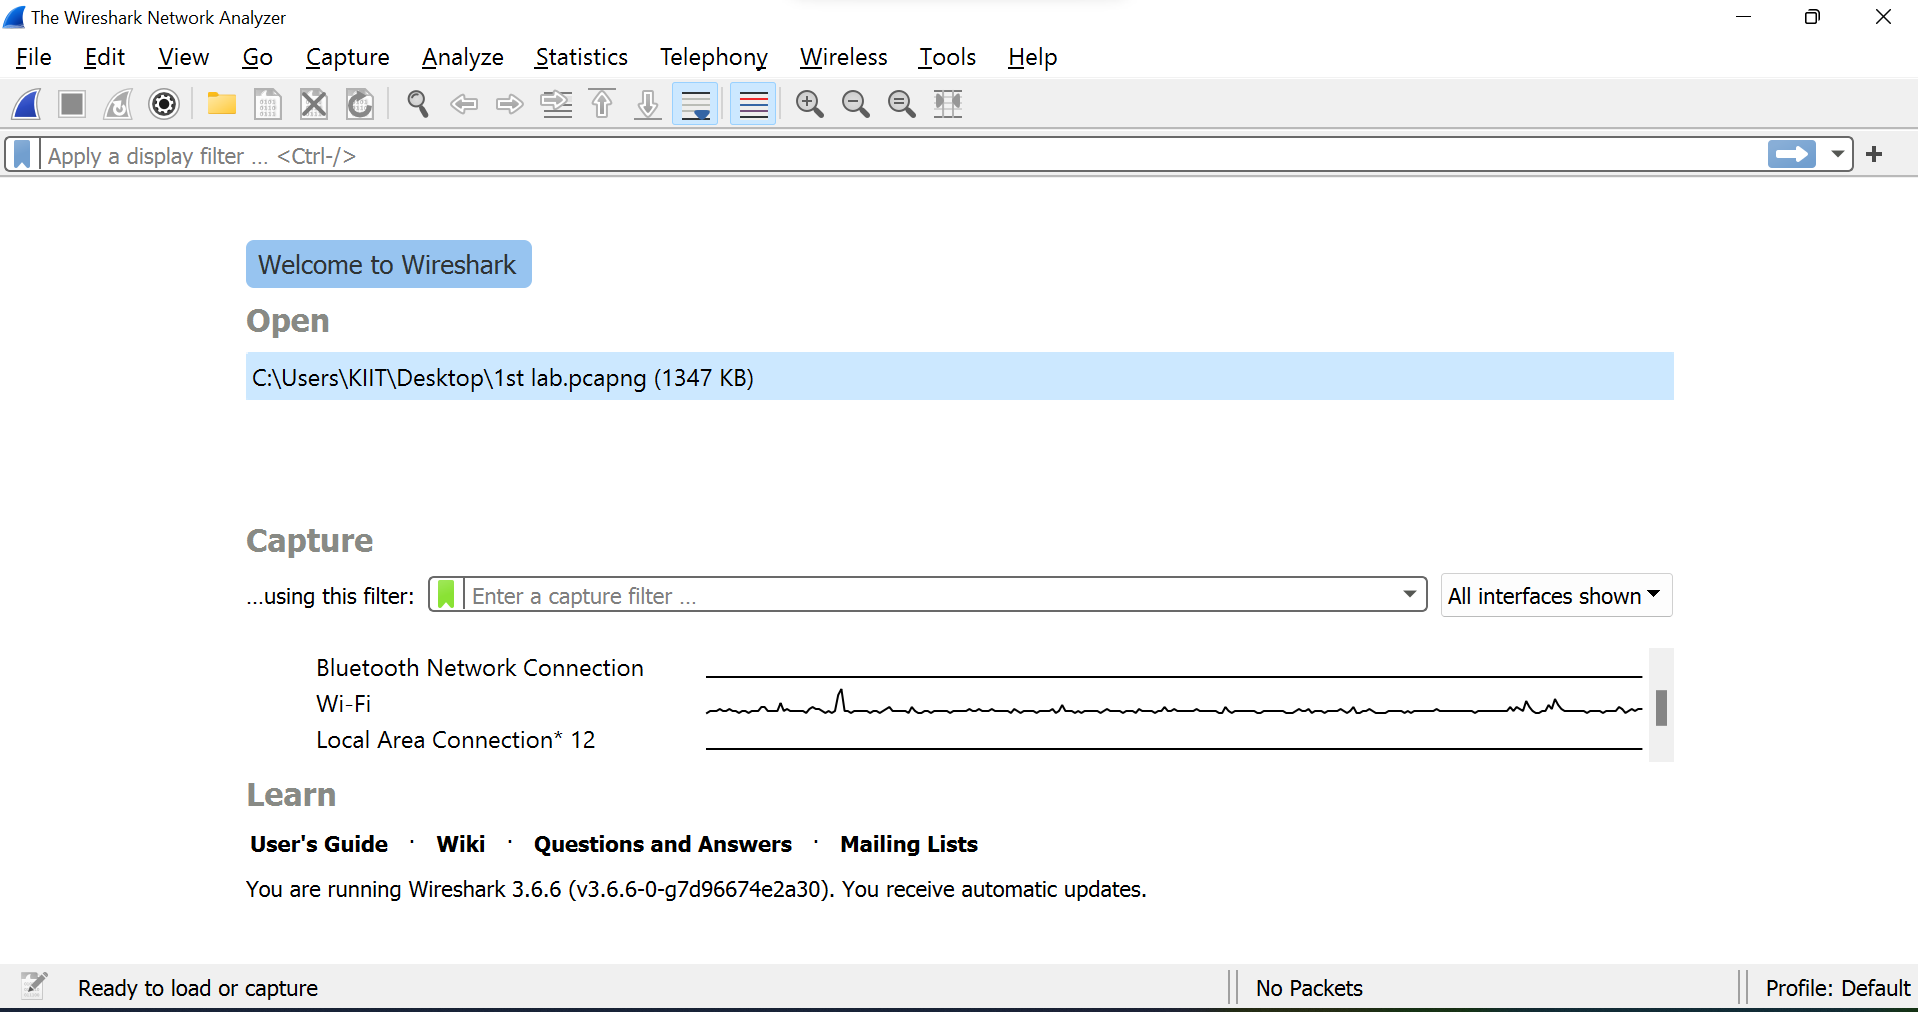 The Wireshark Network Analyzer
File Edit View Go Capture Analyze Statistics Telephony Wireless Tools Help
Apply a display filter ... <Ctrl-/>
Welcome to Wireshark
Open
C:\Users\KIIT\Desktop\1st lab.pcapng (1347 KB)
Capture
...using this filter: Enter a capture filter ... All interfaces shown
Bluetooth Network Connection
Wi-Fi
Local Area Connection* 12
Learn
User's Guide · Wiki · Questions and Answers · Mailing Lists
You are running Wireshark 3.6.6 (v3.6.6-0-g7d96674e2a30). You receive automatic updates.
Ready to load or capture No Packets Profile: Default